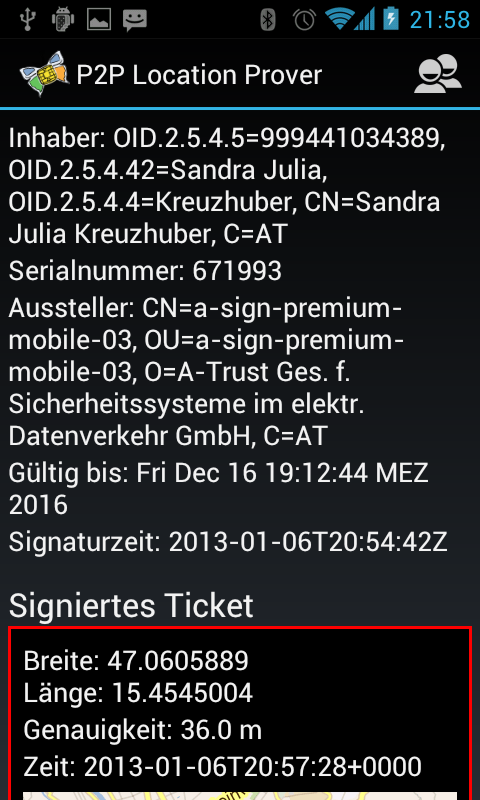 21:58
P2P Location Prover
Inhaber: OID.2.5.4.5=999441034389,
OID.2.5.4.42=Sandra Julia,
OID.2.5.4.4=Kreuzhuber, CN=Sandra
Julia Kreuzhuber, C=AT
Serialnummer: 671993
Aussteller: CN=a-sign-premium-
mobile-03, OU=a-sign-premium-
mobile-03, O=A-Trust Ges. f.
Sicherheitssysteme im elektr.
Datenverkehr GmbH, C=AT
Gültig bis: Fri Dec 16 19:12:44 MEZ
2016
Signaturzeit: 2013-01-06T20:54:42Z
Signiertes Ticket
Breite: 47.0605889
Länge: 15.4545004
Genauigkeit: 36.0 m
Zeit: 2013-01-06T20:57:28+0000